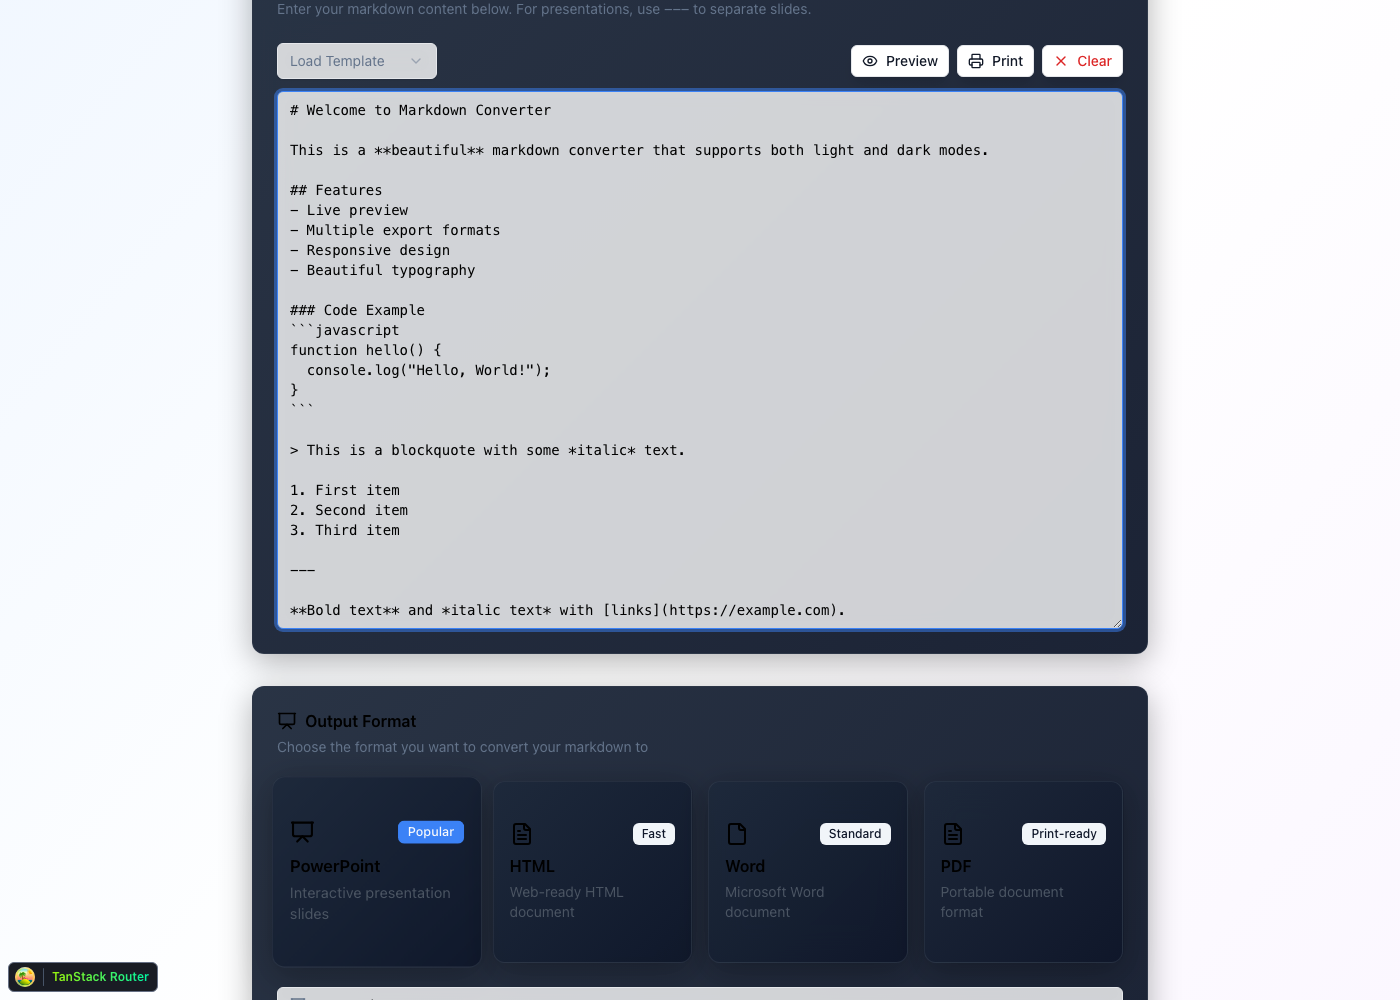 Enter your markdown content below. For presentations, use --- to separate slides.
Load Template
Preview
Print
Clear
# Welcome to Markdown Converter
This is a **beautiful** markdown converter that supports both light and dark modes.
## Features
- Live preview
- Multiple export formats
- Responsive design
- Beautiful typography
### Code Example
```javascript
function hello() {
  console.log("Hello, World!");
}
```
> This is a blockquote with some *italic* text.
1. First item
2. Second item
3. Third item
---
**Bold text** and *italic text* with [links](https://example.com).
Output Format
Choose the format you want to convert your markdown to
Popular
PowerPoint
Interactive presentation
slides
Fast
HTML
Web-ready HTML
document
Standard
Word
Microsoft Word
document
Print-ready
PDF
Portable document
format
TanStack Router